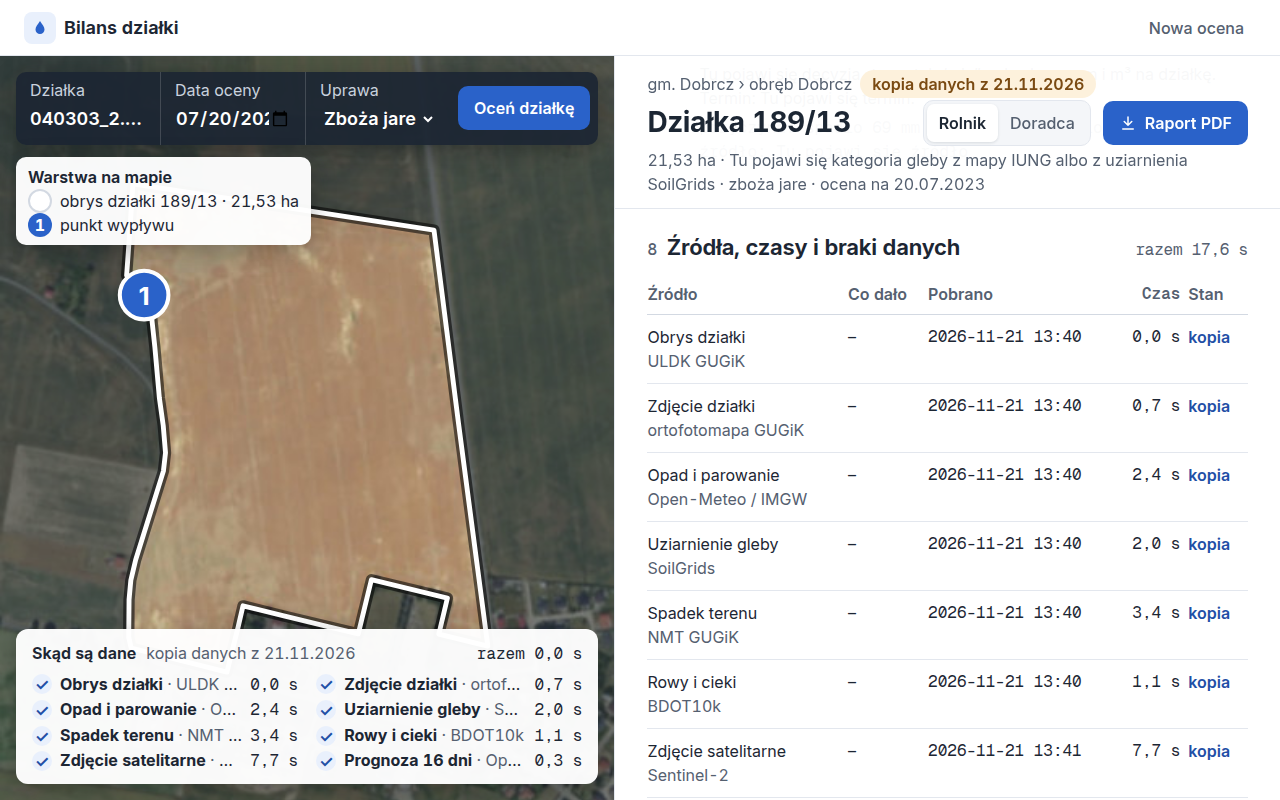 Bilans działki
Nowa ocena
Działka
Data oceny
Uprawa
040303_2....
07/20/202
Zboża jare
Oceń działkę
Warstwa na mapie
obrys działki 189/13 · 21,53 ha
1 punkt wypływu
1
Skąd są dane kopia danych z 21.11.2026 razem 0,0 s
Obrys działki · ULDK ... 0,0 s
Zdjęcie działki · ortof... 0,7 s
Opad i parowanie · O... 2,4 s
Uziarnienie gleby · S... 2,0 s
Spadek terenu · NMT ... 3,4 s
Rowy i cieki · BDOT10k 1,1 s
Zdjęcie satelitarne · ... 7,7 s
Prognoza 16 dni · Op... 0,3 s
gm. Dobrcz › obręb Dobrcz kopia danych z 21.11.2026
Działka 189/13
Rolnik Doradca
Raport PDF
21,53 ha · Tu pojawi się kategoria gleby z mapy IUNG albo z uziarnienia
SoilGrids · zboża jare · ocena na 20.07.2023
8 Źródła, czasy i braki danych razem 17,6 s
Źródło Co dało Pobrano Czas Stan
Obrys działki – 2026-11-21 13:40 0,0 s kopia
ULDK GUGiK
Zdjęcie działki – 2026-11-21 13:40 0,7 s kopia
ortofotomapa GUGiK
Opad i parowanie – 2026-11-21 13:40 2,4 s kopia
Open-Meteo / IMGW
Uziarnienie gleby – 2026-11-21 13:40 2,0 s kopia
SoilGrids
Spadek terenu – 2026-11-21 13:40 3,4 s kopia
NMT GUGiK
Rowy i cieki – 2026-11-21 13:40 1,1 s kopia
BDOT10k
Zdjęcie satelitarne – 2026-11-21 13:41 7,7 s kopia
Sentinel-2